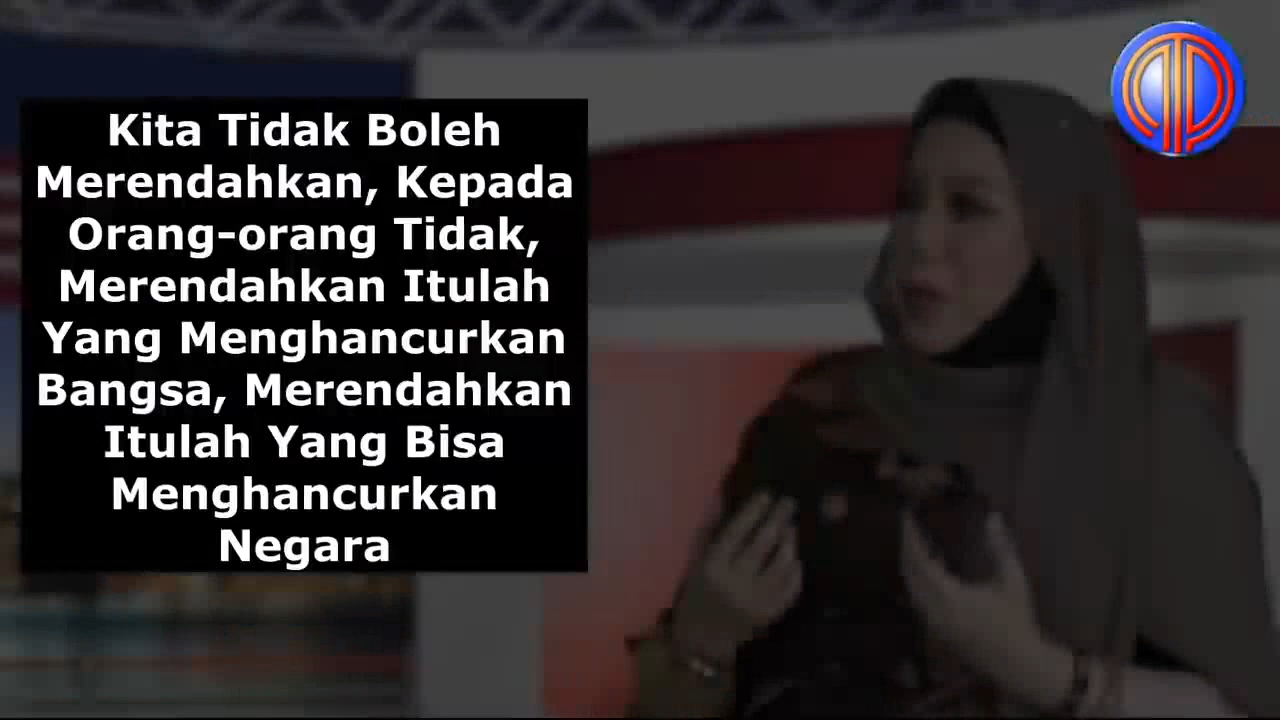 Kita Tidak Boleh
Merendahkan, Kepada
Orang-orang Tidak,
Merendahkan Itulah
Yang Menghancurkan
Bangsa, Merendahkan
Itulah Yang Bisa
Menghancurkan
Negara